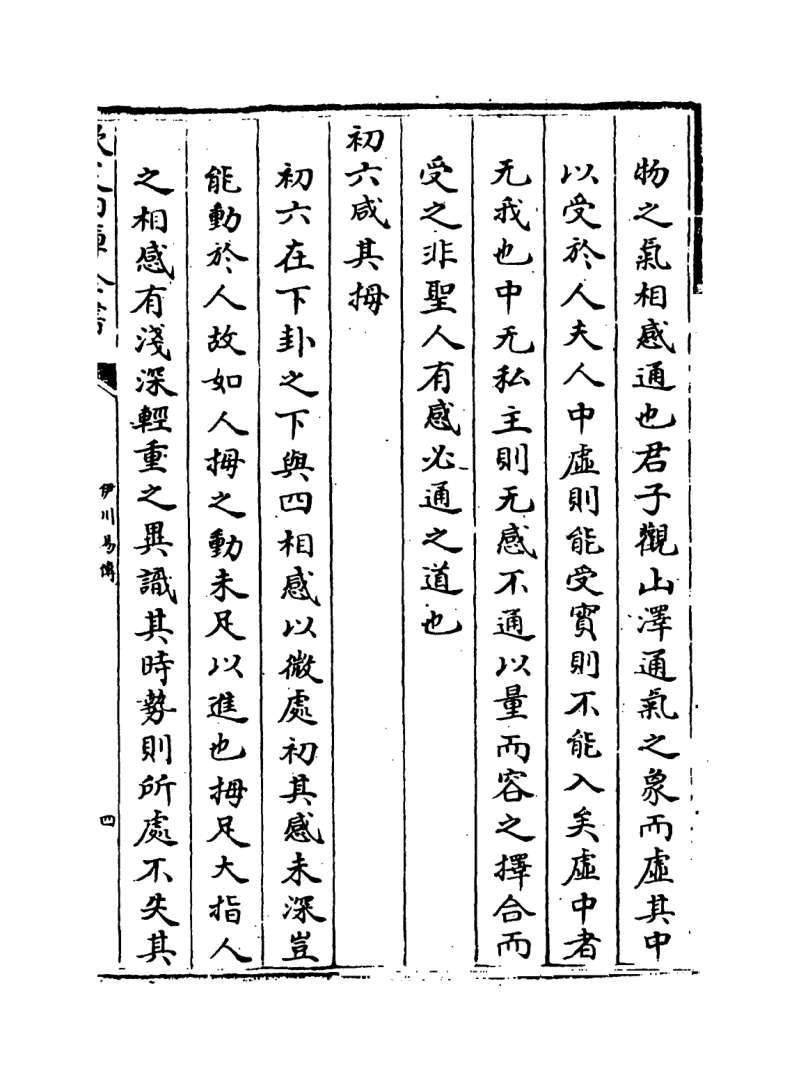 物之氣相感通也君子觀山澤通氣之象而虛其中
以受於人夫人中虛則能受實則不能入矣虛中者
无我也中无私主則无感不通以量而容之擇合而
受之非聖人有感必通之道也
初六咸其拇
初六在下卦之下與四相感以微處初其感未深豈
能動於人故如人拇之動未足以進也拇足大指人
之相感有淺深輕重之異識其時勢則所處不失其
伊川易傳
四